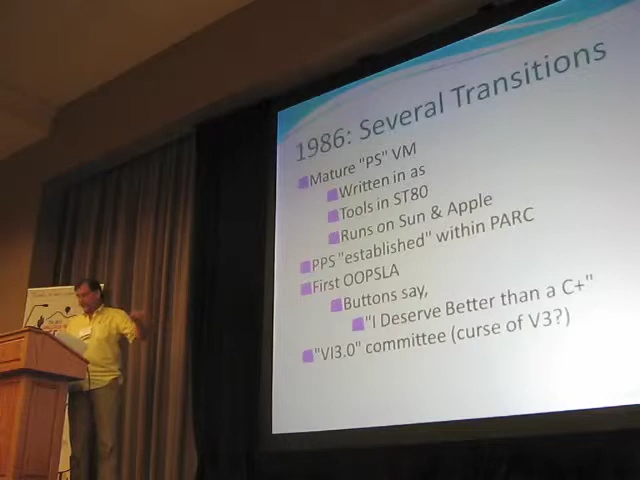 1986: Several Transitions
Mature "PS" VM
Written in as
Tools in ST80
Runs on Sun & Apple
PPS "established" within PARC
First OOPSLA
Buttons say,
"I Deserve Better than a C+"
"VI3.0" committee (curse of V3?)